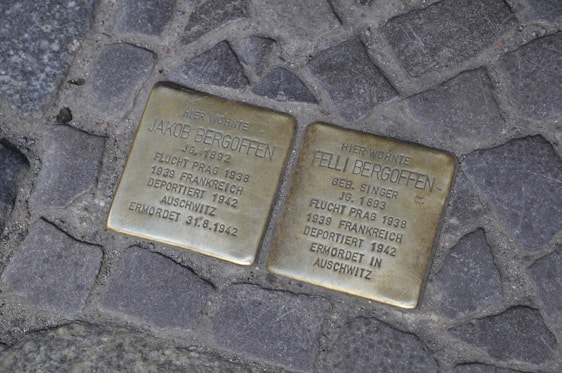 HIER WOHNTE
JAKOB BERGOFFEN
JG. 1892
FLUCHT PRAG 1938
1939 FRANKREICH
DEPORTIERT 1942
AUSCHWITZ
ERMORDET 31.8.1942
HIER WOHNTE
FELLI BERGOFFEN
GEB. SINGER
JG. 1893
FLUCHT PRAG 1938
1939 FRANKREICH
DEPORTIERT 1942
ERMORDET IN
AUSCHWITZ